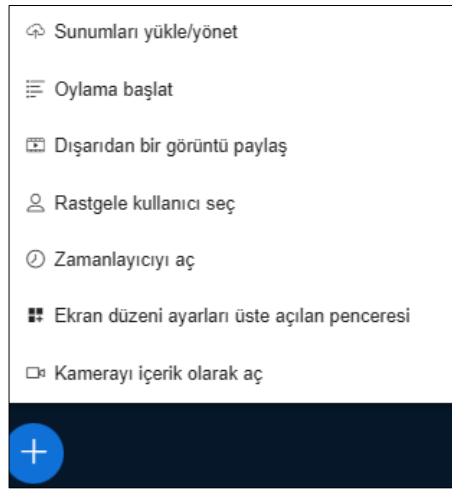 Sunumları yükle/yönet
Oylama başlat
Dışarıdan bir görüntü paylaş
Rastgele kullanıcı seç
Zamanlayıcıyı aç
Ekran düzeni ayarları üste açılan penceresi
Kamerayı içerik olarak aç